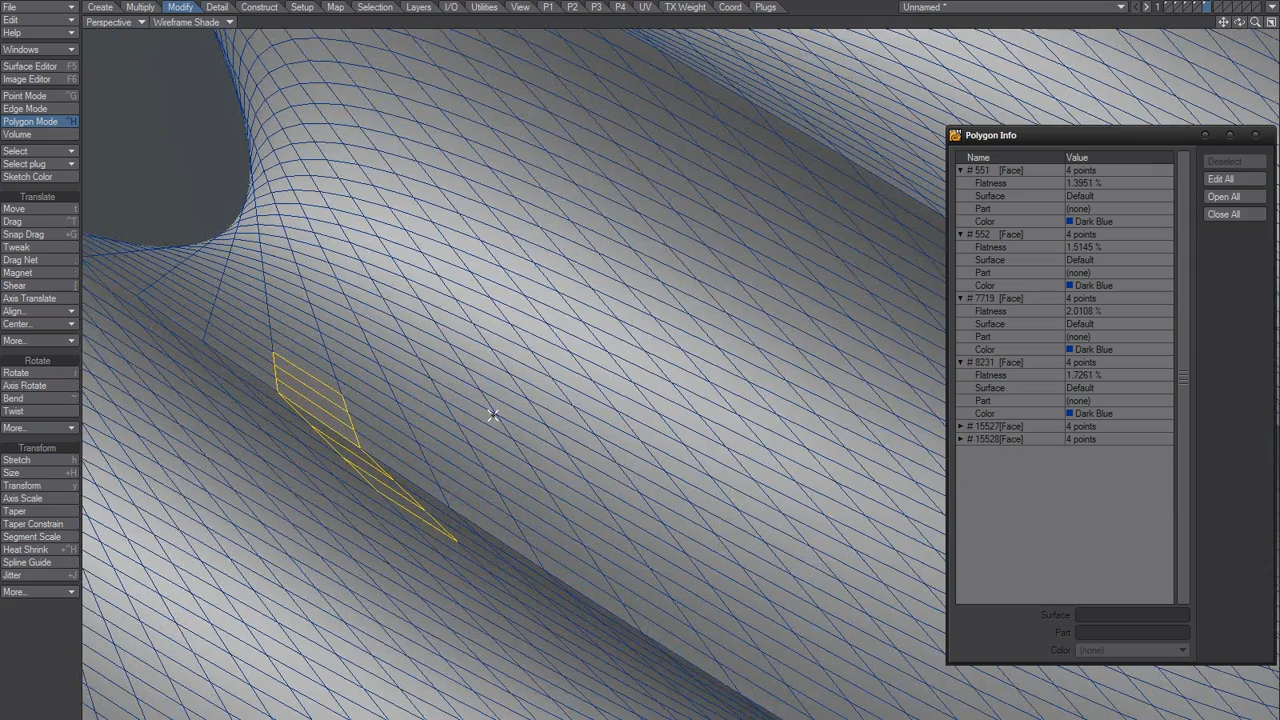 File Create Multiply Modify Detail Construct Setup Map Selection Layers I/O Utilities View P1 P2 P3 P4 UV TX Weight Coord Plugs Unnamed * 1
Edit Perspective Wireframe Shade
Help
Windows
Surface Editor F5
Image Editor F6
Point Mode ^G
Edge Mode
Polygon Mode ^H
Volume
Select
Select plug
Sketch Color
Translate
Move t
Drag ^T
Snap Drag +G
Tweak
Drag Net ;
Magnet :
Shear [
Axis Translate
Align...
Center...
More...
Rotate
Rotate r
Axis Rotate
Bend ~
Twist
More...
Transform
Stretch h
Size +H
Transform y
Axis Scale
Taper
Taper Constrain
Segment Scale
Heat Shrink +^H
Spline Guide
Jitter +J
More...
Polygon Info
Name Value
# 551 [Face] 4 points
Flatness 1.3951 %
Surface Default
Part (none)
Color Dark Blue
# 552 [Face] 4 points
Flatness 1.5145 %
Surface Default
Part (none)
Color Dark Blue
# 7719 [Face] 4 points
Flatness 2.0108 %
Surface Default
Part (none)
Color Dark Blue
# 8231 [Face] 4 points
Flatness 1.7261 %
Surface Default
Part (none)
Color Dark Blue
# 15527[Face] 4 points
# 15528[Face] 4 points
Deselect
Edit All
Open All
Close All
Surface
Part
Color (none)